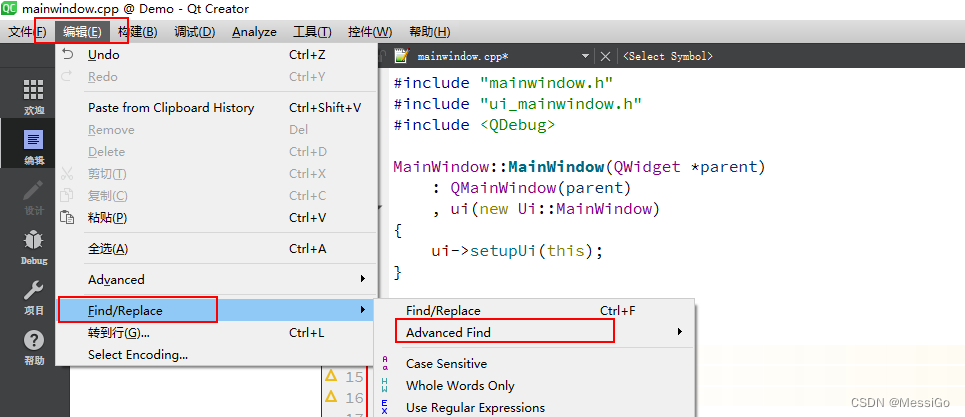 QC mainwindow.cpp @ Demo - Qt Creator
文件(F) 编辑(E) 构建(B) 调试(D) Analyze 工具(T) 控件(W) 帮助(H)
欢迎
编辑
设计
Debug
项目
帮助
Undo Ctrl+Z
Redo Ctrl+Y
Paste from Clipboard History Ctrl+Shift+V
Remove Del
Delete Ctrl+D
剪切(T) Ctrl+X
复制(C) Ctrl+C
粘贴(P) Ctrl+V
全选(A) Ctrl+A
Advanced
Find/Replace
转到行(G)... Ctrl+L
Select Encoding...
mainwindow.cpp* <Select Symbol>
#include "mainwindow.h"
#include "ui_mainwindow.h"
#include <QDebug>
MainWindow::MainWindow(QWidget *parent)
: QMainWindow(parent)
, ui(new Ui::MainWindow)
{
ui->setupUi(this);
}
Find/Replace Ctrl+F
Advanced Find
Case Sensitive
Whole Words Only
Use Regular Expressions
15
16
CSDN @MessiGo